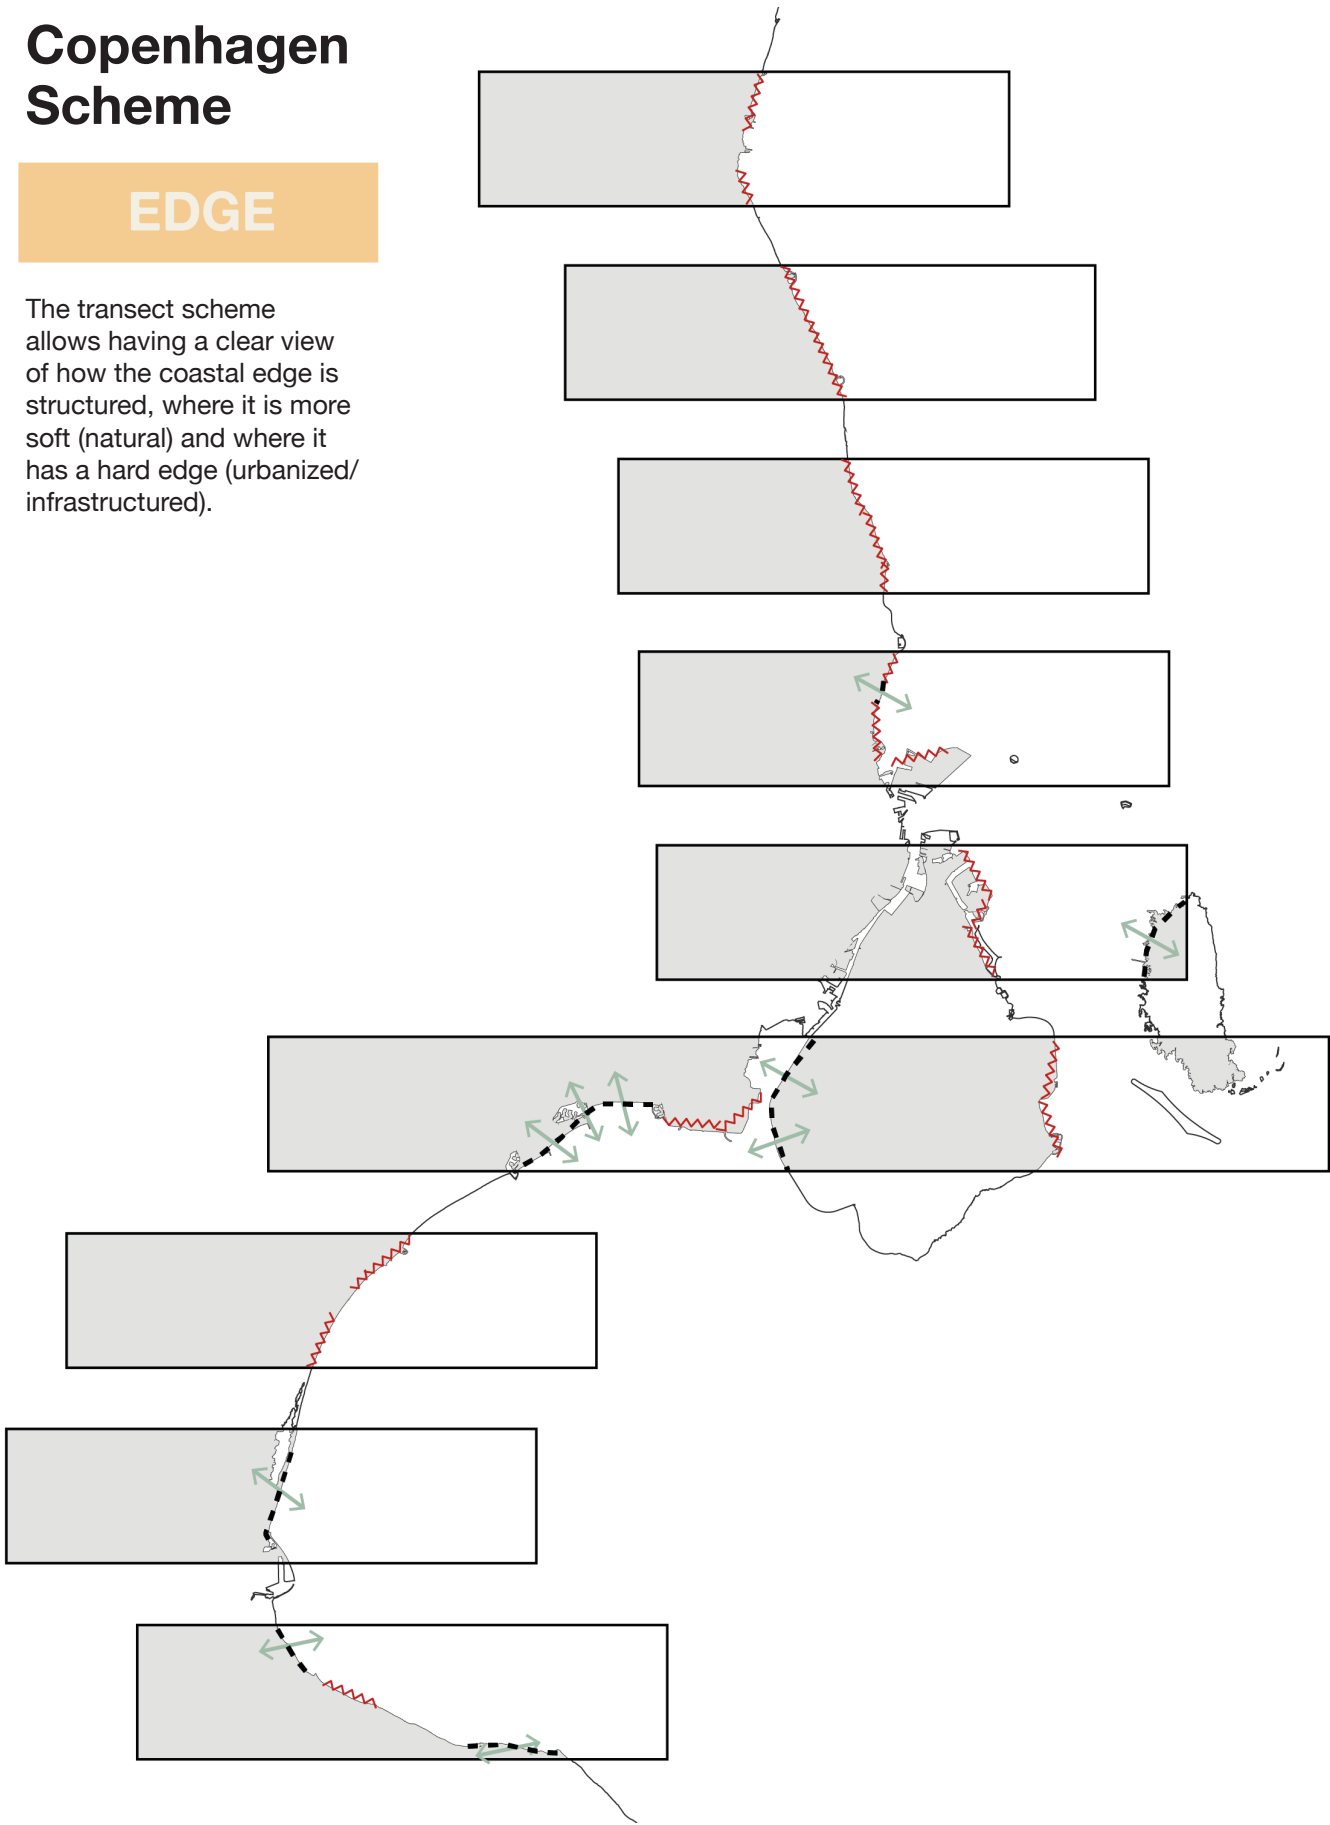 Copenhagen
Scheme
EDGE
The transect scheme
allows having a clear view
of how the coastal edge is
structured, where it is more
soft (natural) and where it
has a hard edge (urbanized/
infrastructured).